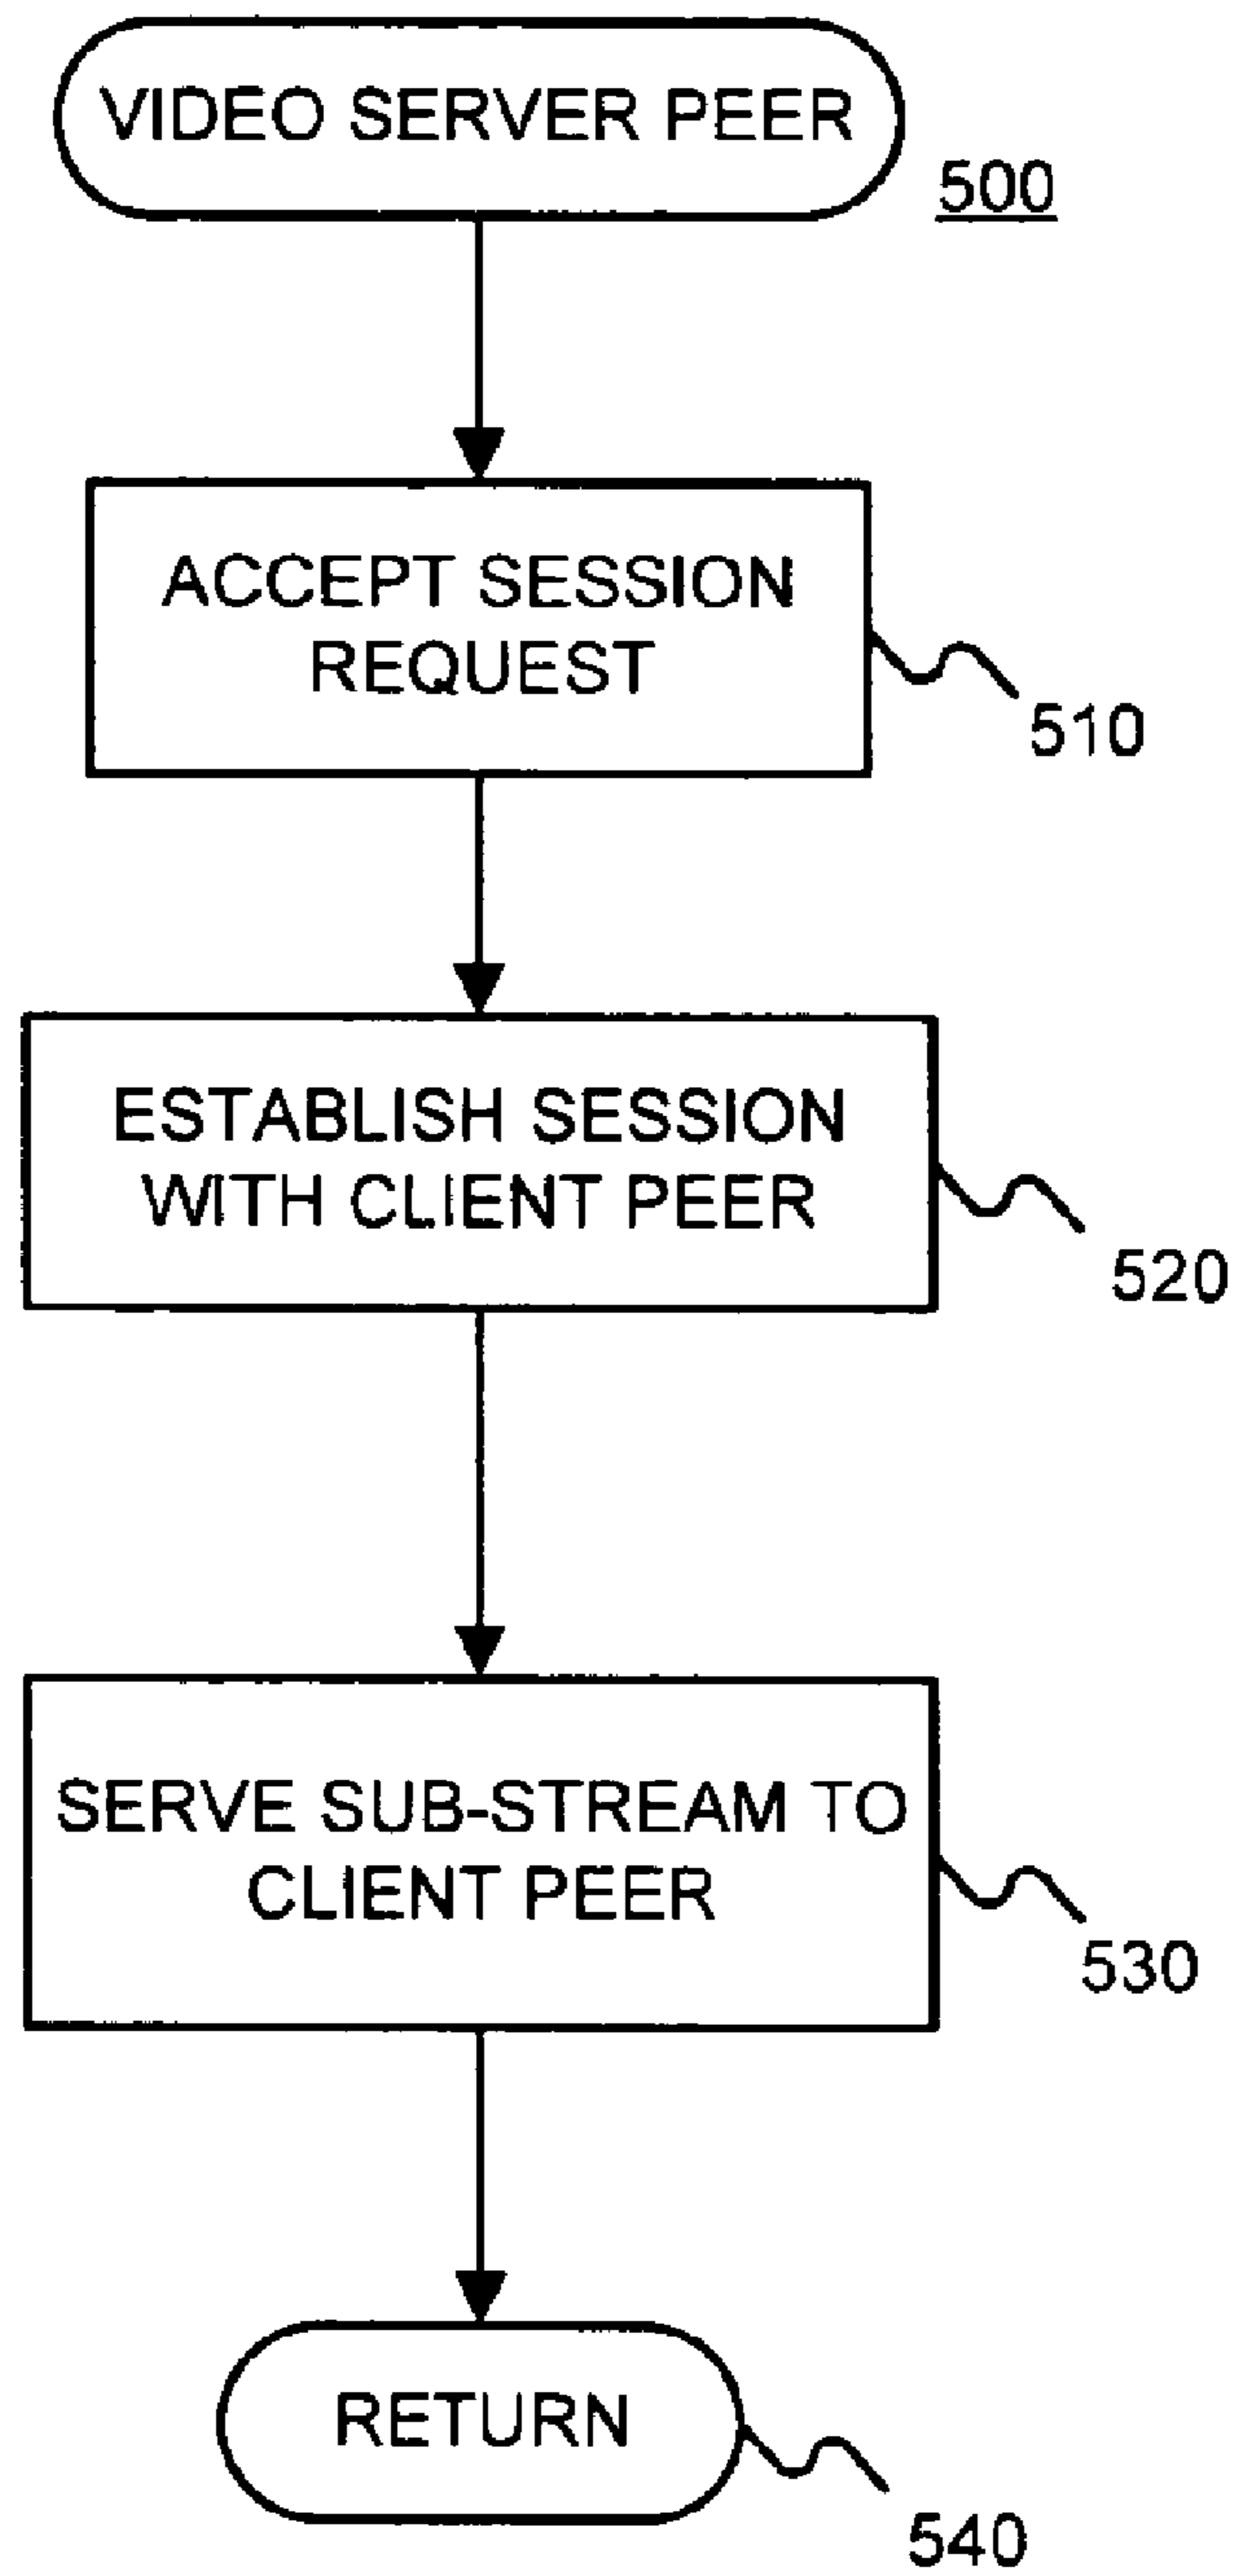 VIDEO SERVER PEER
500
ACCEPT SESSION
REQUEST
510
ESTABLISH SESSION
WITH CLIENT PEER
520
SERVE SUB-STREAM TO
CLIENT PEER
530
RETURN
540